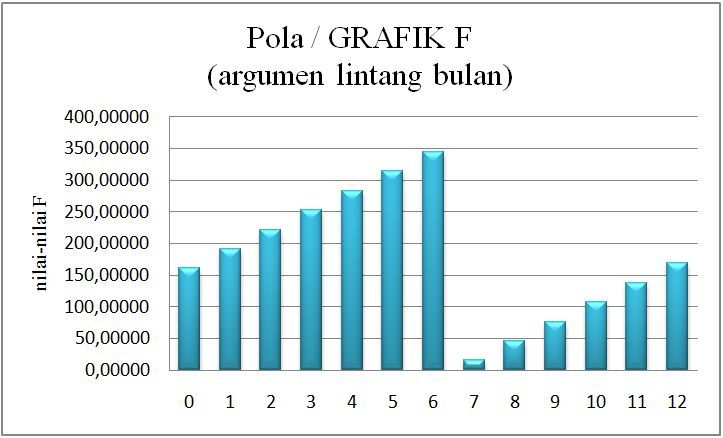 Pola / GRAFIK F
(argumen lintang bulan)
400,00000
350,00000
300,00000
250,00000
200,00000
150,00000
100,00000
50,00000
0,00000
nilai-nilai F
0 1 2 3 4 5 6 7 8 9 10 11 12